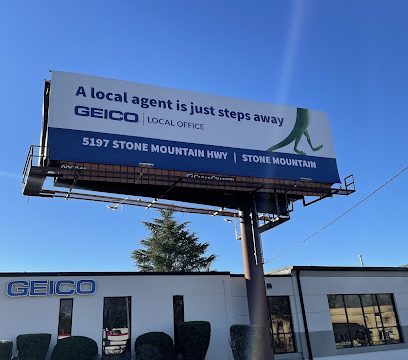 A local agent is just steps away
GEICO | LOCAL OFFICE
5197 STONE MOUNTAIN HWY | STONE MOUNTAIN
GEICO